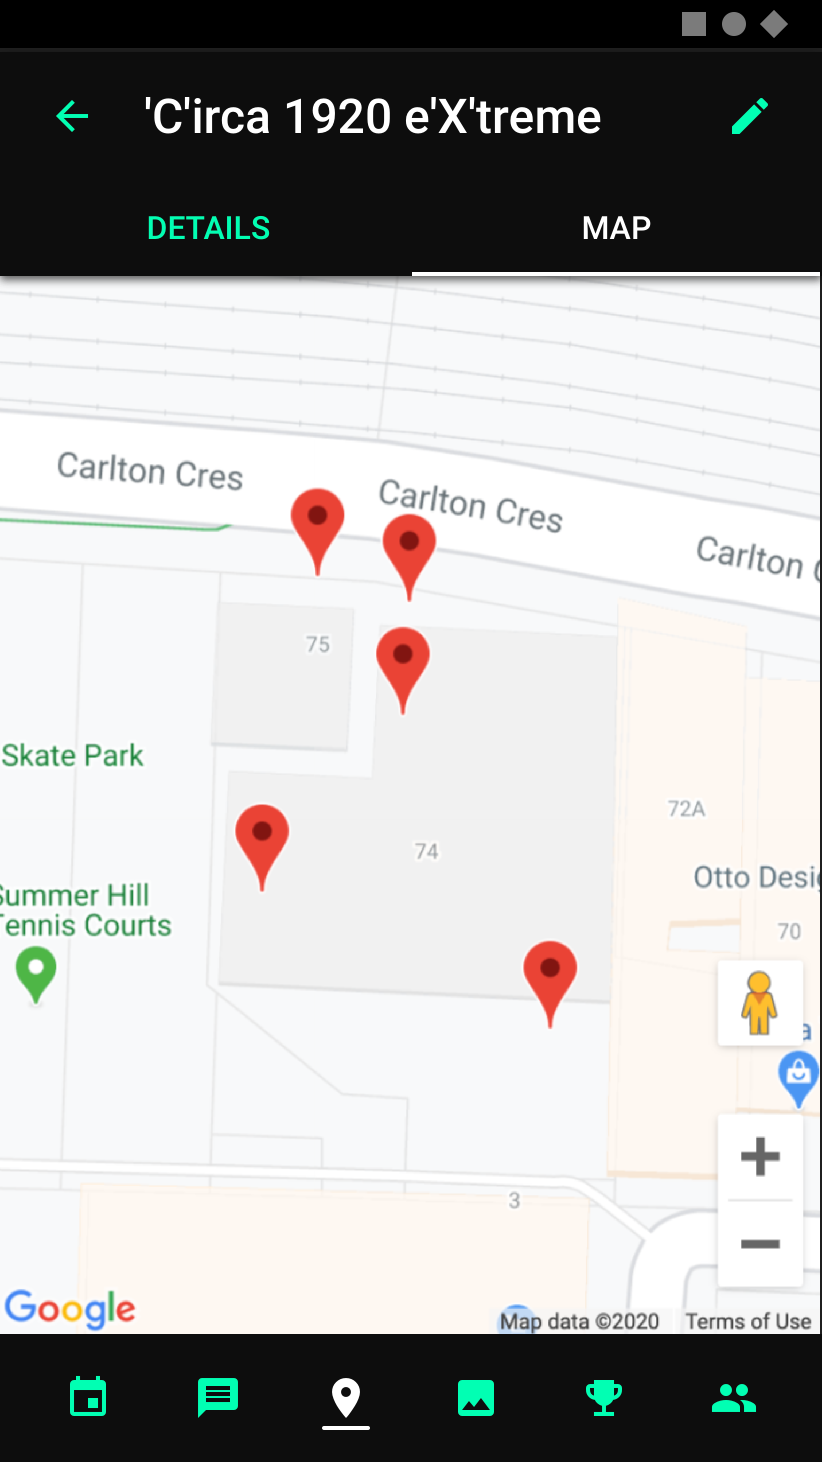 'C'irca 1920 e'X'treme
DETAILS
MAP
Carlton Cres
Carlton Cres
Carlton
75
Skate Park
72A
74
Otto
Summer Hill
Tennis Courts
70
a
3
Google
Map data ©2020
Terms of Use